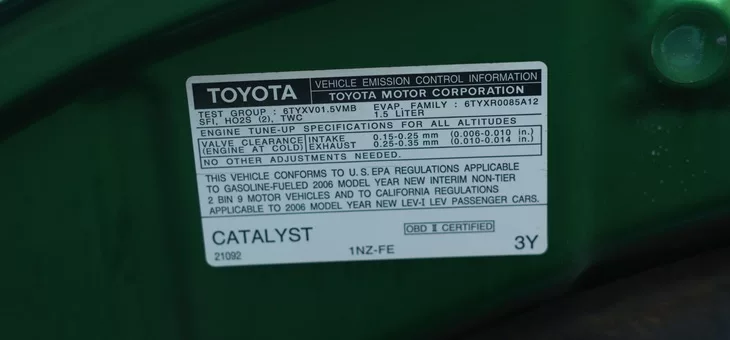 TOYOTA VEHICLE EMISSION CONTROL INFORMATION
TOYOTA MOTOR CORPORATION
TEST GROUP : 6TYXV01.5VMB EVAP. FAMILY : 6TYXR0085A12
SFI, HO2S (2), TWC 1.5 LITER
ENGINE TUNE-UP SPECIFICATIONS FOR ALL ALTITUDES
VALVE CLEARANCE INTAKE 0.15-0.25 mm (0.006-0.010 in.)
(ENGINE AT COLD) EXHAUST 0.25-0.35 mm (0.010-0.014 in.)
NO OTHER ADJUSTMENTS NEEDED.
THIS VEHICLE CONFORMS TO U.S. EPA REGULATIONS APPLICABLE
TO GASOLINE-FUELED 2006 MODEL YEAR NEW INTERIM NON-TIER
2 BIN 9 MOTOR VEHICLES AND TO CALIFORNIA REGULATIONS
APPLICABLE TO 2006 MODEL YEAR NEW LEV-I LEV PASSENGER CARS.
CATALYST OBD II CERTIFIED
21092 1NZ-FE 3Y